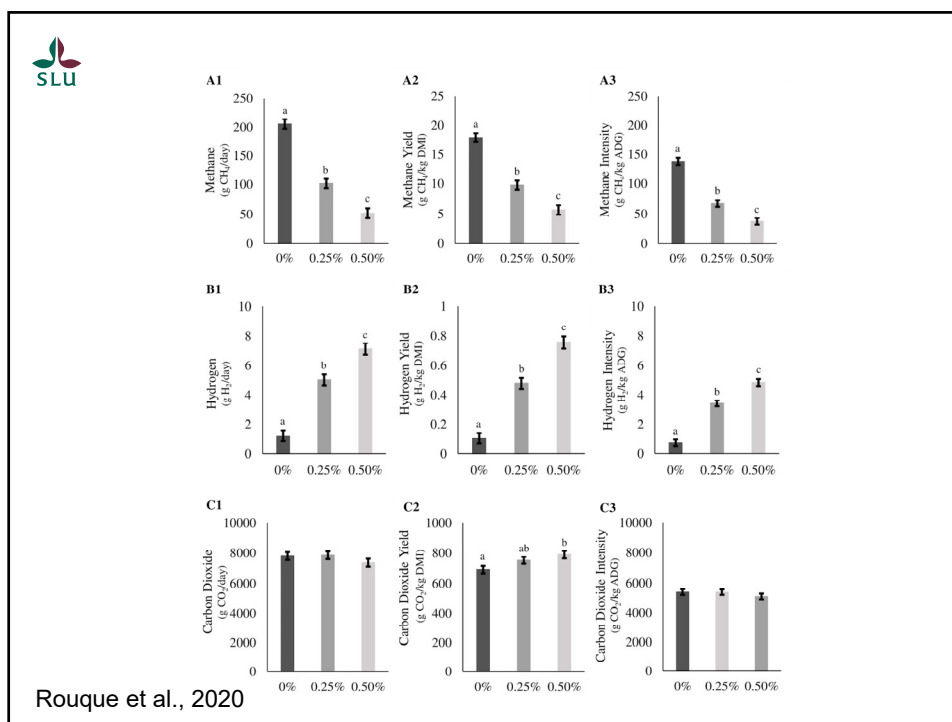 SLU
A1
Methane
(g CH₄/day)
250
200
150
100
50
0
a
b
c
0% 0.25% 0.50%
A2
Methane Yield
(g CH₄/kg DMI)
25
20
15
10
5
0
a
b
c
0% 0.25% 0.50%
A3
Methane Intensity
(g CH₄/kg ADG)
250
200
150
100
50
0
a
b
c
0% 0.25% 0.50%
B1
Hydrogen
(g H₂/day)
10
8
6
4
2
0
a
b
c
0% 0.25% 0.50%
B2
Hydrogen Yield
(g H₂/kg DMI)
1
0.8
0.6
0.4
0.2
0
a
b
c
0% 0.25% 0.50%
B3
Hydrogen Intensity
(g H₂/kg ADG)
10
8
6
4
2
0
a
b
c
0% 0.25% 0.50%
C1
Carbon Dioxide
(g CO₂/day)
10000
8000
6000
4000
2000
0
0% 0.25% 0.50%
C2
Carbon Dioxide Yield
(g CO₂/kg DMI)
1000
800
600
400
200
0
a
ab
b
0% 0.25% 0.50%
C3
Carbon Dioxide Intensity
(g CO₂/kg ADG)
10000
8000
6000
4000
2000
0
0% 0.25% 0.50%
Rouque et al., 2020